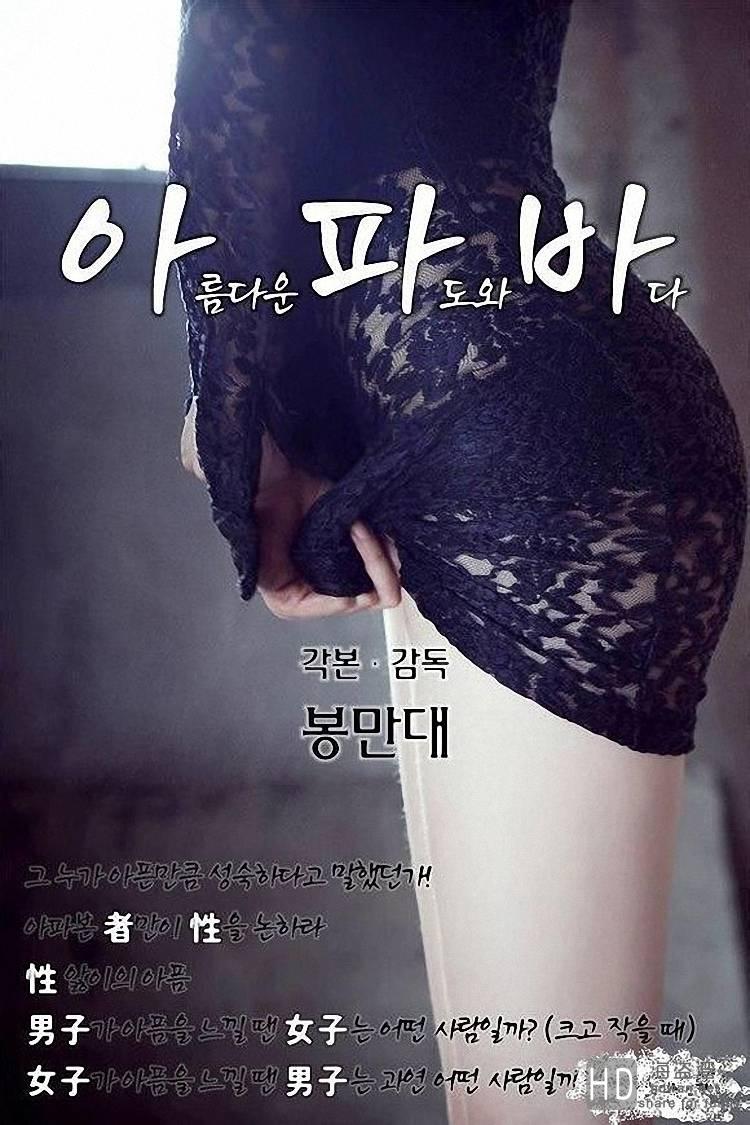 아름다운 파도와 바다
각본 · 감독
봉만대
그 누가 아픈만큼 성숙하다고 말했던가!
아파본 者만이 性을 논하라
性 앓이의 아픔
男子가 아픔을 느낄 땐 女子는 어떤 사람일까? (크고 작을 때)
女子가 아픔을 느낄 땐 男子는 과연 어떤 사람일까
HD